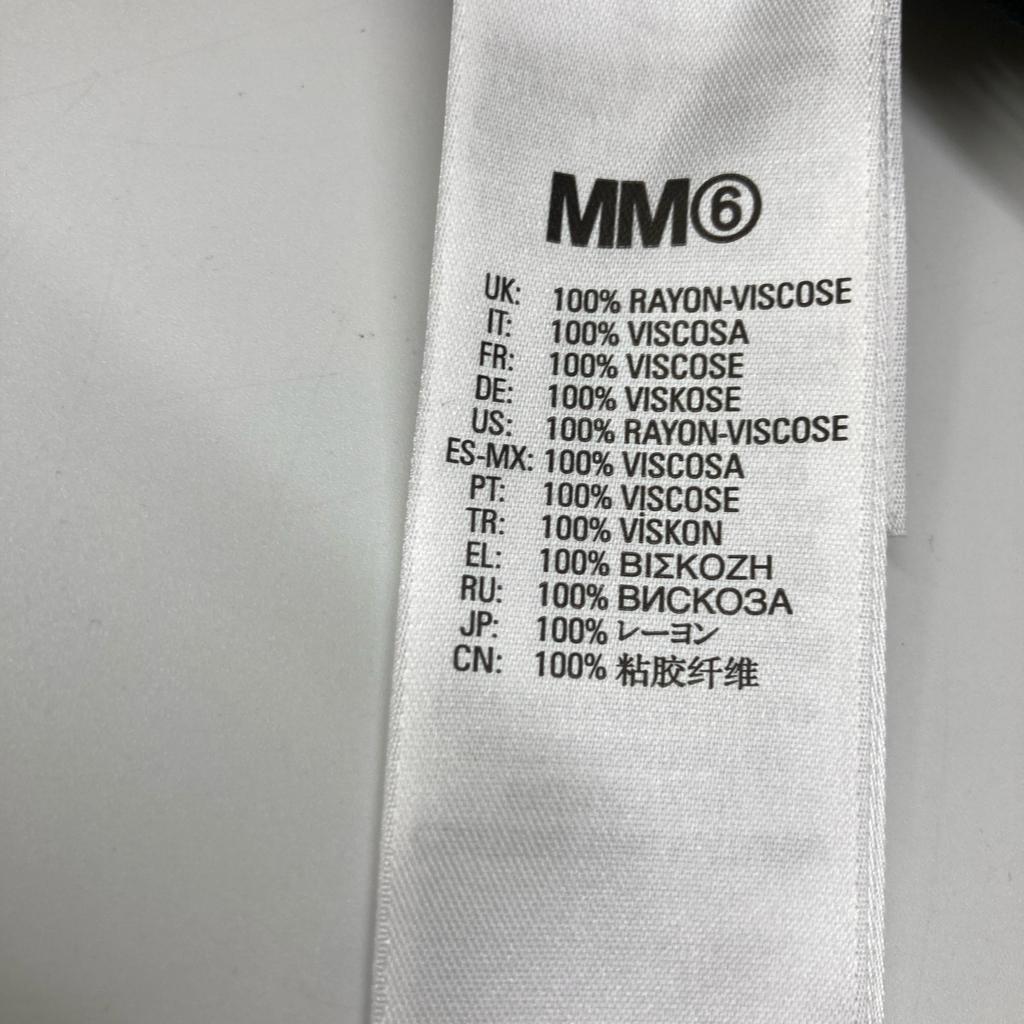 MM⑥
UK: 100% RAYON-VISCOSE
IT: 100% VISCOSA
FR: 100% VISCOSE
DE: 100% VISKOSE
US: 100% RAYON-VISCOSE
ES-MX: 100% VISCOSA
PT: 100% VISCOSE
TR: 100% VİSKON
EL: 100% ΒΙΣΚΟΖΗ
RU: 100% ВИСКОЗА
JP: 100% レーヨン
CN: 100% 粘胶纤维